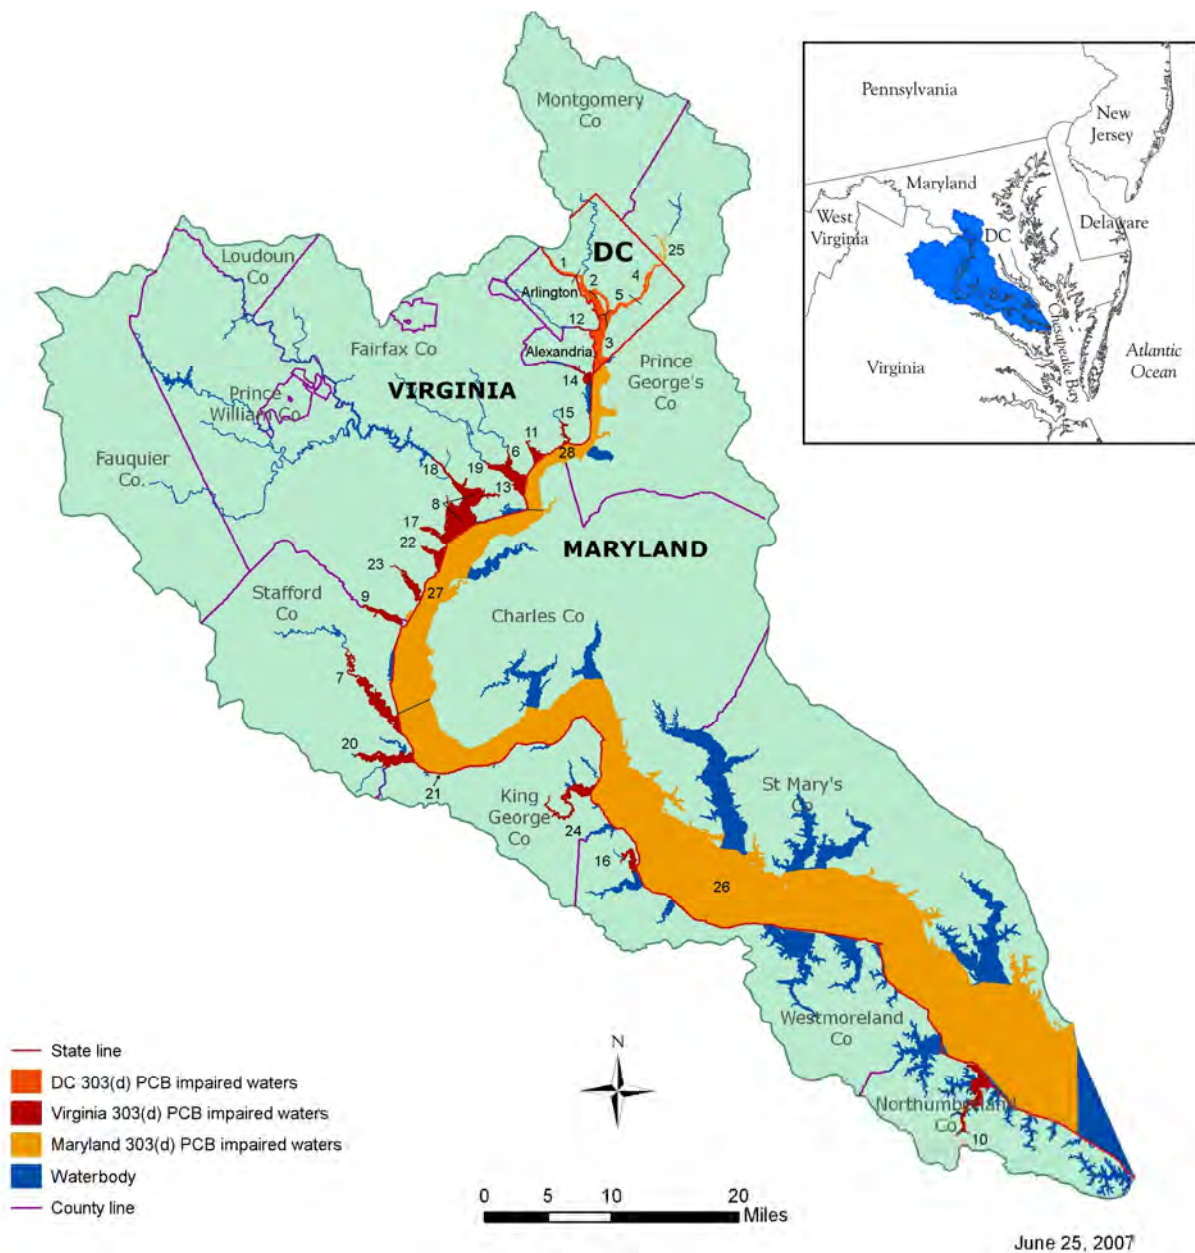 Montgomery
Co
Pennsylvania
New
Jersey
Maryland
West
Virginia
DC
Delaware
Chesapeake Bay
Virginia
Atlantic
Ocean
Loudoun
Co
DC
25
1
2
4
5
Arlington
12
3
Alexandria
Fairfax Co
Prince
George's
Co
14
VIRGINIA
Prince
William Co
15
11
28
6
19
18
13
Fauquier
Co.
8
17
22
MARYLAND
23
27
9
Stafford
Co
Charles Co
7
20
21
King
George
Co
24
16
St Mary's
Co
26
Westmoreland
Co
Northumberland
Co
10
State line
DC 303(d) PCB impaired waters
Virginia 303(d) PCB impaired waters
Maryland 303(d) PCB impaired waters
Waterbody
County line
N
0 5 10 20
Miles
June 25, 2007